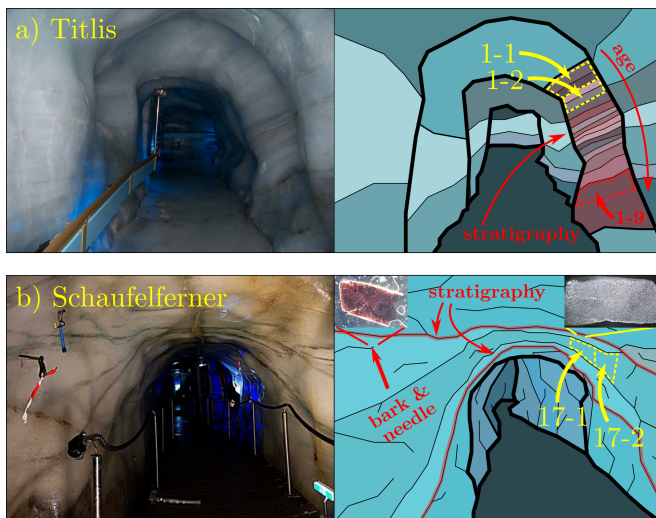 a) Titlis
1-1
1-2
age
stratigraphy
1-9
b) Schaufelferner
stratigraphy
bark &
needle
17-1
17-2